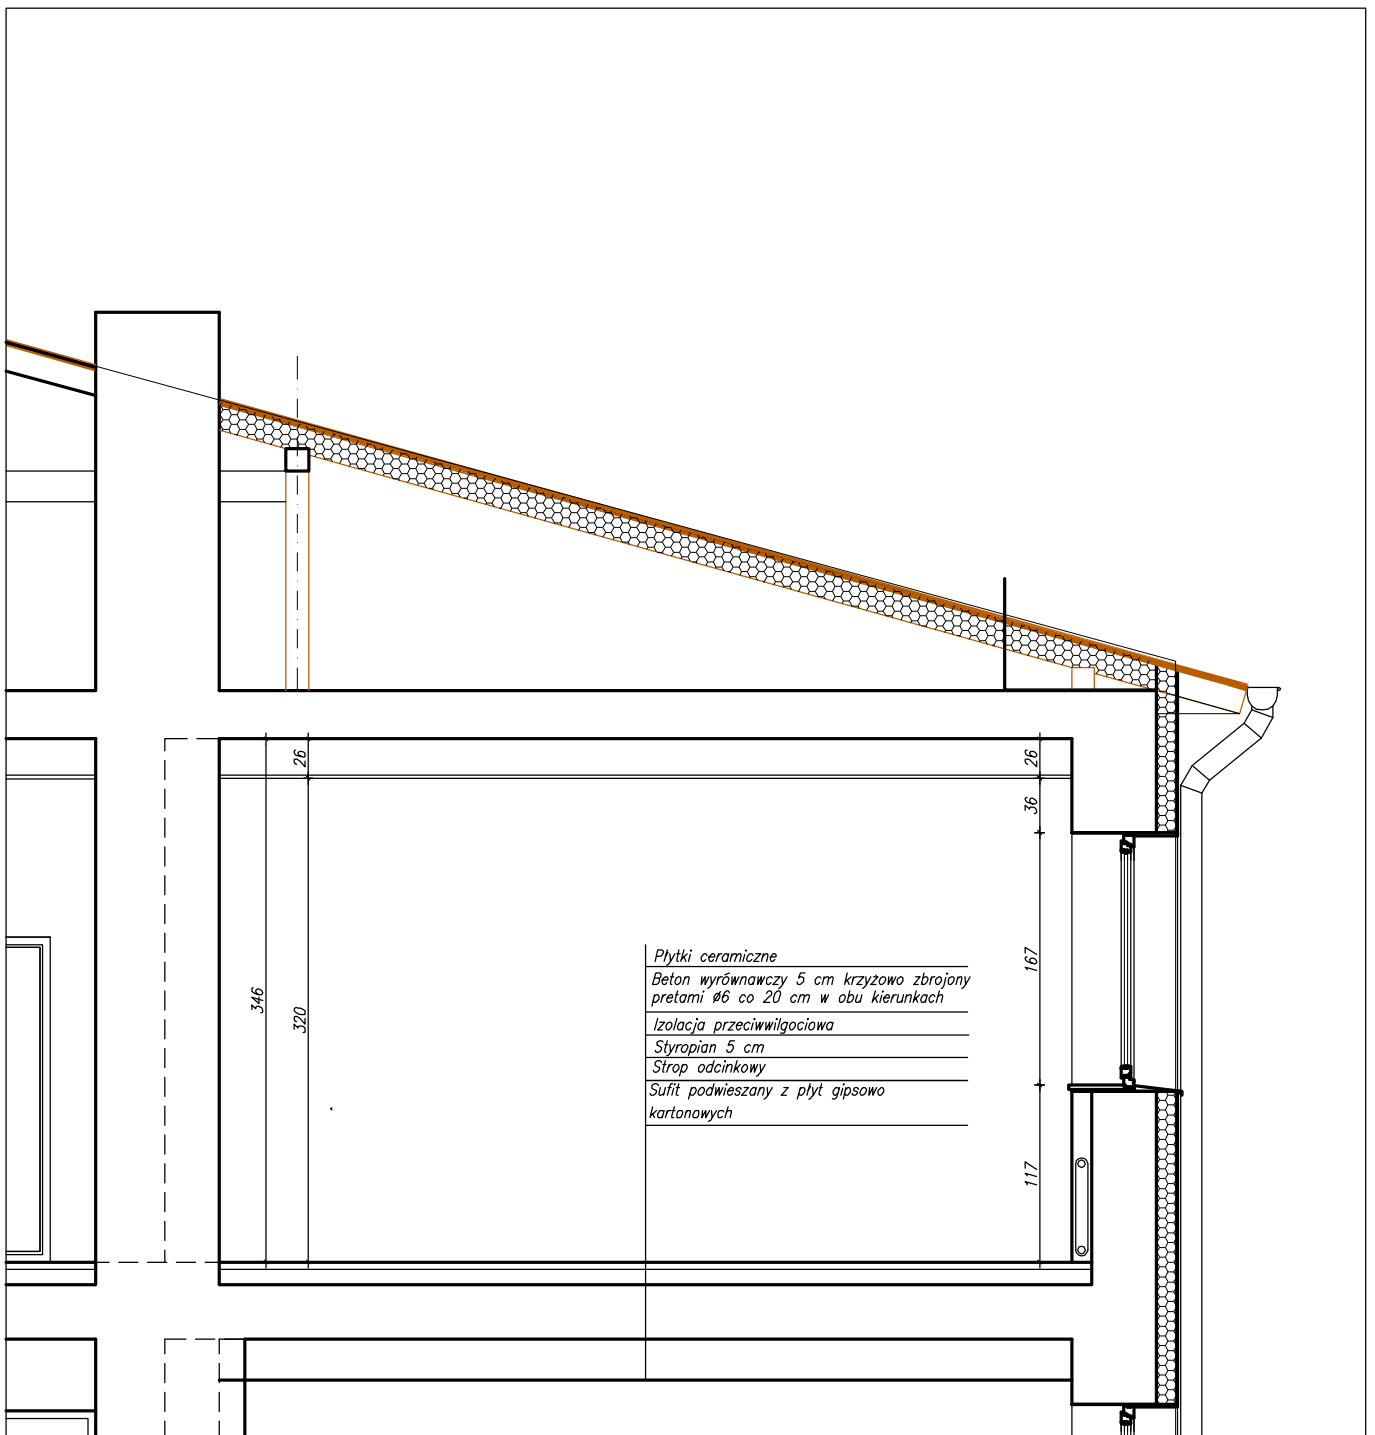 26
26
36
346
320
167
117
Płytki ceramiczne
Beton wyrównawczy 5 cm krzyżowo zbrojony
pretami ø6 co 20 cm w obu kierunkach
Izolacja przeciwwilgociowa
Styropian 5 cm
Strop odcinkowy
Sufit podwieszany z płyt gipsowo
kartonowych